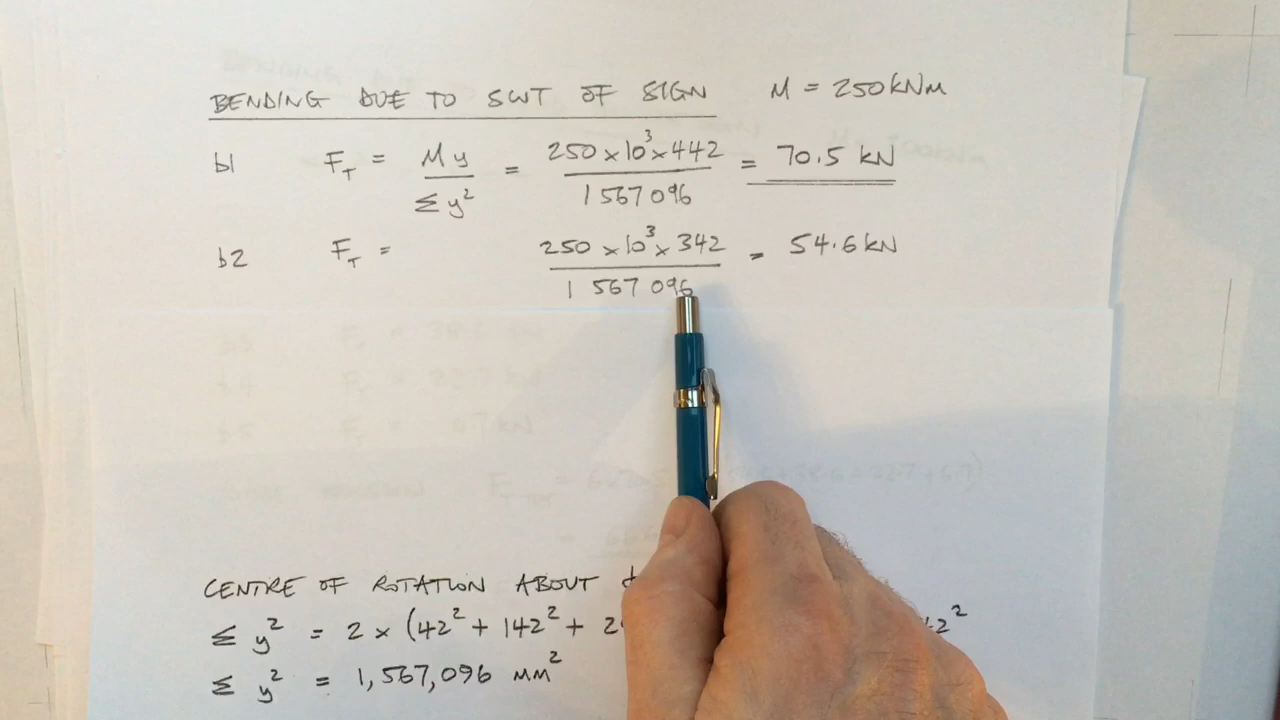 BENDING DUE TO SWT OF SIGN M = 250kNm
b1 F_T = My / Σy² = 250 x 10³ x 442 / 1 567 096 = 70.5 kN
b2 F_T = 250 x 10³ x 342 / 1 567 096 = 54.6 kN
CENTRE OF ROTATION ABOUT
Σy² = 2 x (42² + 142² + 2
Σy² = 1,567,096 mm²